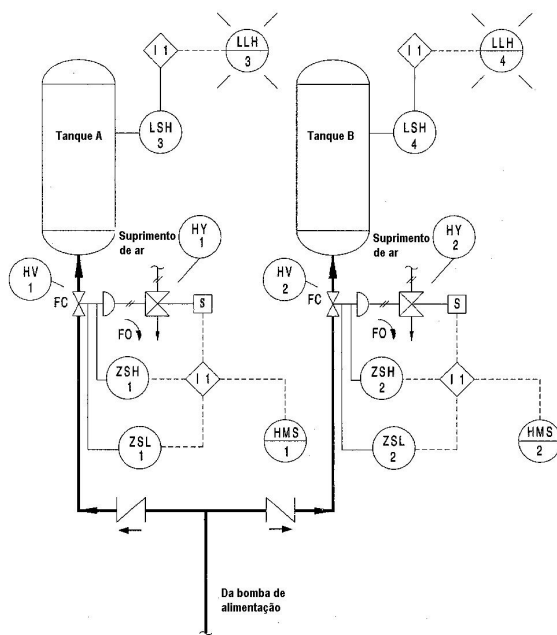 I 1
LLH
3
I 1
LLH
4
Tanque A
LSH
3
Tanque B
LSH
4
Suprimento
de ar
HY
1
Suprimento
de ar
HY
2
HV
1
FC
S
HV
2
FC
S
FO
FO
ZSH
1
I 1
ZSH
2
I 1
ZSL
1
HMS
1
ZSL
2
HMS
2
Da bomba de
alimentação